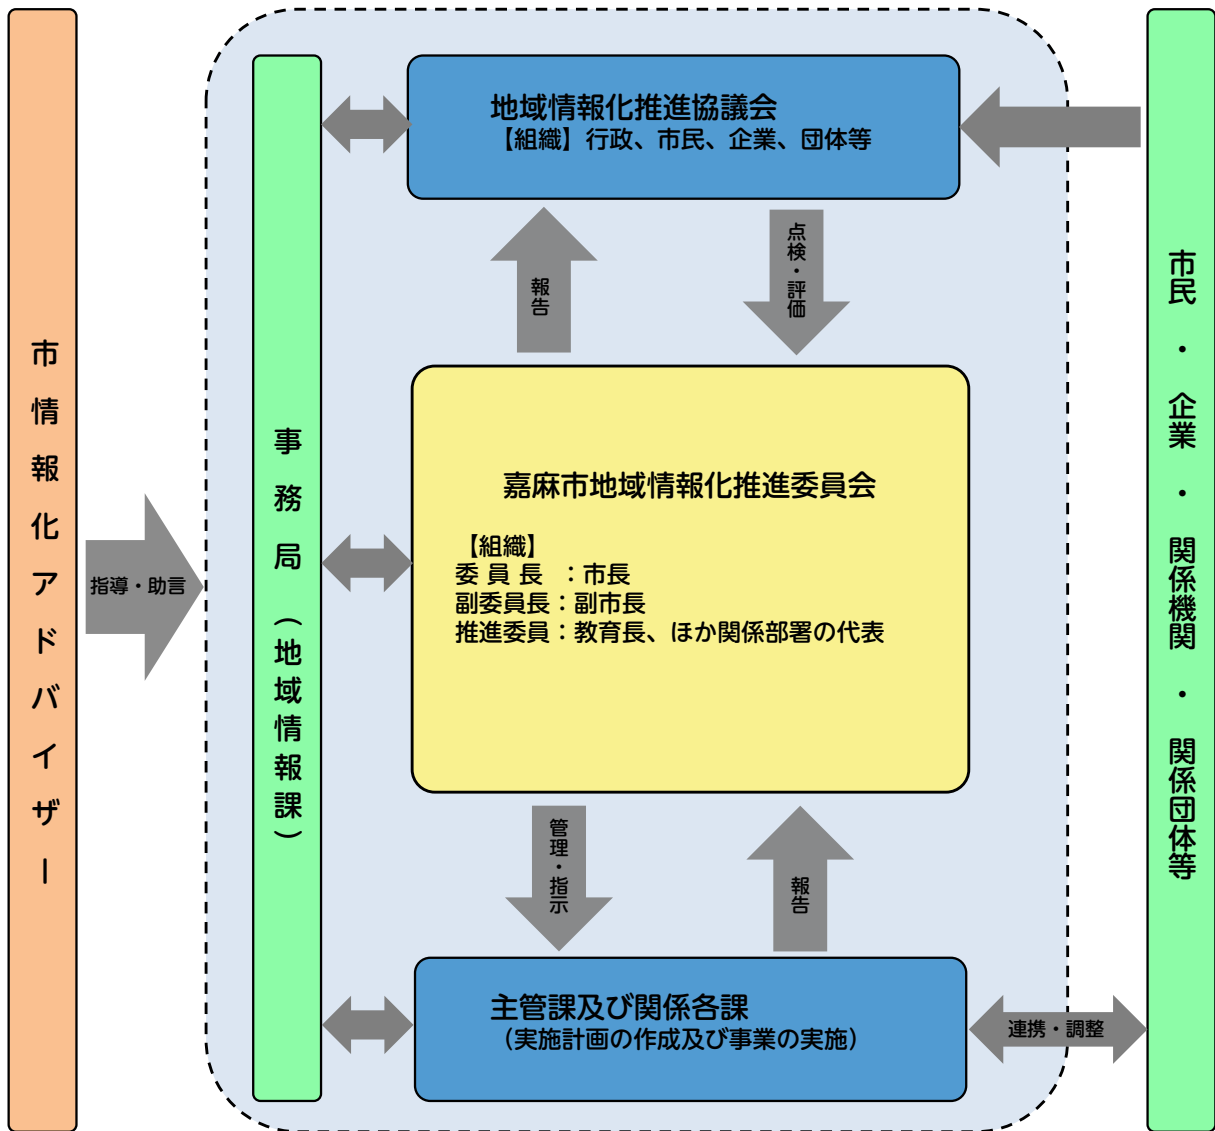 市情報化アドバイザー
指導・助言
事務局（地域情報課）
地域情報化推進協議会
【組織】行政、市民、企業、団体等
報告
点検・評価
嘉麻市地域情報化推進委員会
【組織】
委 員 長 ：市長
副委員長：副市長
推進委員：教育長、ほか関係部署の代表
管理・指示
報告
主管課及び関係各課
（実施計画の作成及び事業の実施）
連携・調整
市民・企業・関係機関・関係団体等